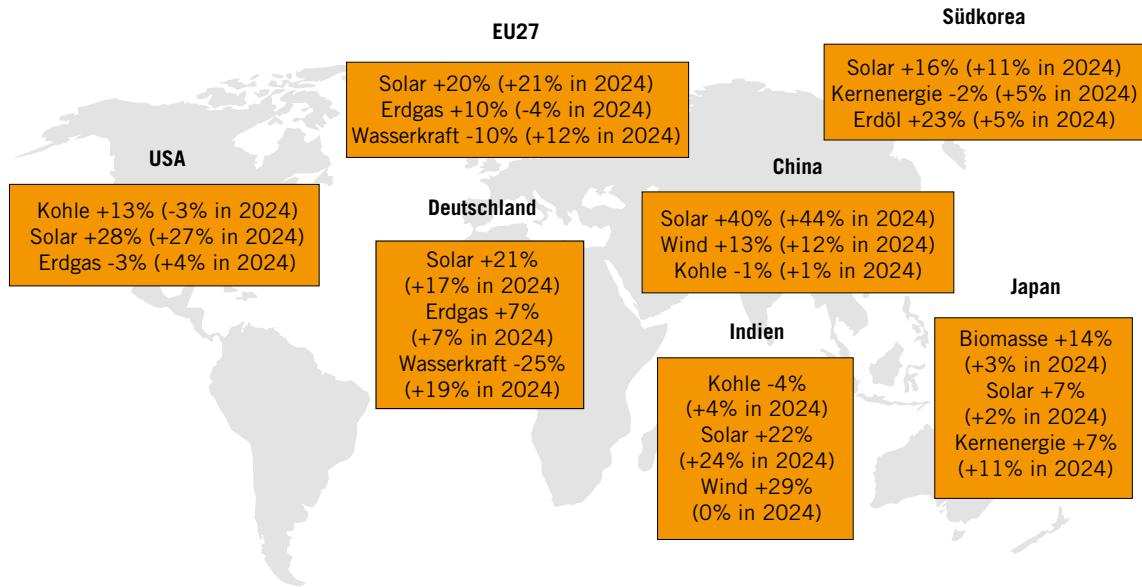 EU27
Solar +20% (+21% in 2024)
Erdgas +10% (-4% in 2024)
Wasserkraft -10% (+12% in 2024)
Südkorea
Solar +16% (+11% in 2024)
Kernenergie -2% (+5% in 2024)
Erdöl +23% (+5% in 2024)
USA
Kohle +13% (-3% in 2024)
Solar +28% (+27% in 2024)
Erdgas -3% (+4% in 2024)
Deutschland
Solar +21%
(+17% in 2024)
Erdgas +7%
(+7% in 2024)
Wasserkraft -25%
(+19% in 2024)
China
Solar +40% (+44% in 2024)
Wind +13% (+12% in 2024)
Kohle -1% (+1% in 2024)
Indien
Kohle -4%
(+4% in 2024)
Solar +22%
(+24% in 2024)
Wind +29%
(0% in 2024)
Japan
Biomasse +14%
(+3% in 2024)
Solar +7%
(+2% in 2024)
Kernenergie +7%
(+11% in 2024)